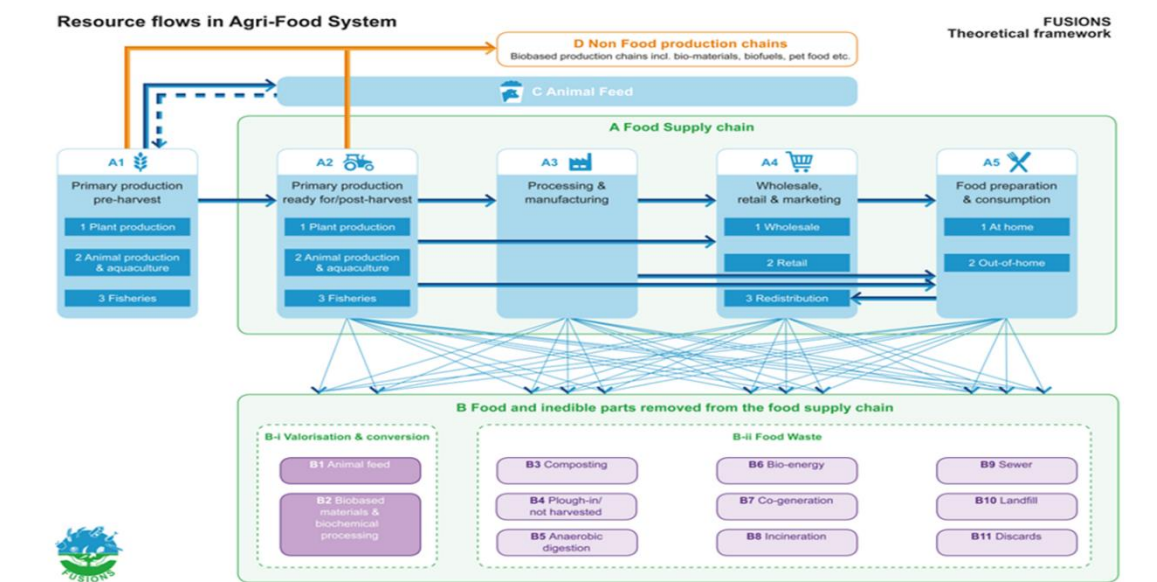 Resource flows in Agri-Food System
FUSIONS
Theoretical framework
D Non Food production chains
Biobased production chains incl. bio-materials, biofuels, pet food etc.
C Animal Feed
A Food Supply chain
A1
Primary production
pre-harvest
1 Plant production
2 Animal production
& aquaculture
3 Fisheries
A2
Primary production
ready for/post-harvest
1 Plant production
2 Animal production
& aquaculture
3 Fisheries
A3
Processing &
manufacturing
A4
Wholesale,
retail & marketing
1 Wholesale
2 Retail
3 Redistribution
A5
Food preparation
& consumption
1 At home
2 Out-of-home
B Food and inedible parts removed from the food supply chain
B-i Valorisation & conversion
B1 Animal feed
B2 Biobased
materials &
biochemical
processing
B-ii Food Waste
B3 Composting
B4 Plough-in/
not harvested
B5 Anaerobic
digestion
B6 Bio-energy
B7 Co-generation
B8 Incineration
B9 Sewer
B10 Landfill
B11 Discards
FUSIONS